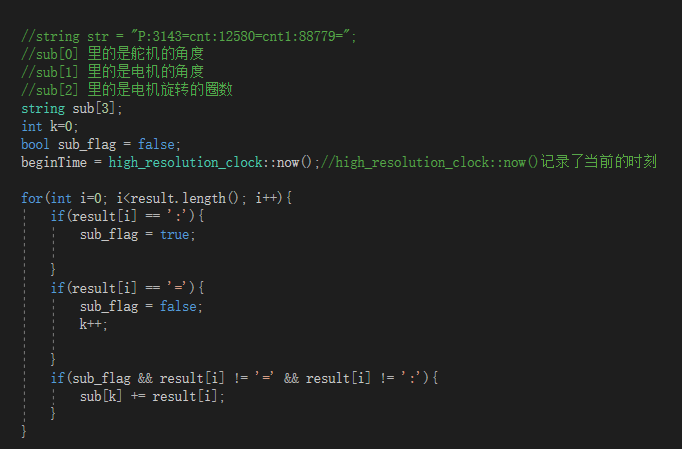 //string str = "P:3143=cnt:12580=cnt1:88779=";
//sub[0] 里的是舵机的角度
//sub[1] 里的是电机的角度
//sub[2] 里的是电机旋转的圈数
string sub[3];
int k=0;
bool sub_flag = false;
beginTime = high_resolution_clock::now();//high_resolution_clock::now()记录了当前的时刻
for(int i=0; i<result.length(); i++){
if(result[i] == ':'){
sub_flag = true;
}
if(result[i] == '='){
sub_flag = false;
k++;
}
if(sub_flag && result[i] != '=' && result[i] != ':'){
sub[k] += result[i];
}
}